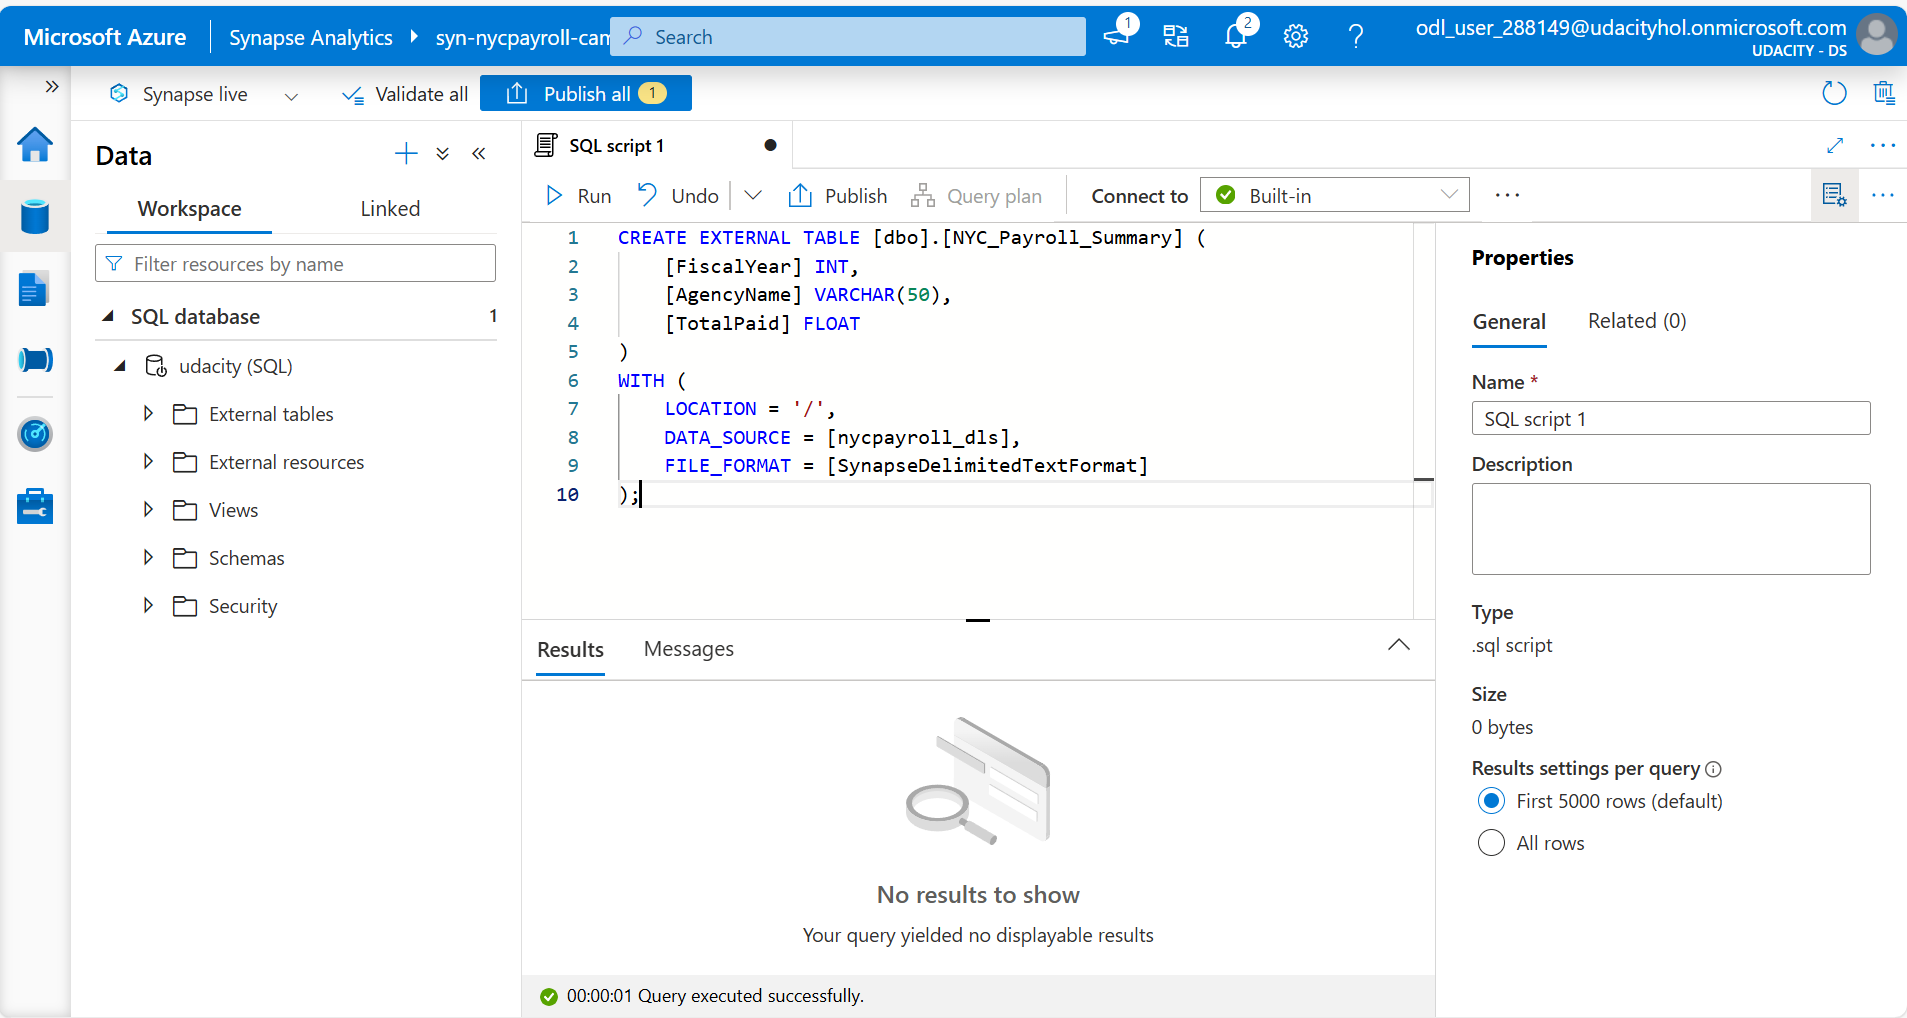 Microsoft Azure
Synapse Analytics
syn-nycpayroll-cam
Search
1
2
odl_user_288149@udacityhol.onmicrosoft.com
UDACITY - DS
Synapse live
Validate all
Publish all 1
Data
Workspace
Linked
Filter resources by name
SQL database 1
udacity (SQL)
External tables
External resources
Views
Schemas
Security
SQL script 1
Run
Undo
Publish
Query plan
Connect to
Built-in
1 CREATE EXTERNAL TABLE [dbo].[NYC_Payroll_Summary] (
2 [FiscalYear] INT,
3 [AgencyName] VARCHAR(50),
4 [TotalPaid] FLOAT
5 )
6 WITH (
7 LOCATION = '/',
8 DATA_SOURCE = [nycpayroll_dls],
9 FILE_FORMAT = [SynapseDelimitedTextFormat]
10 );
Results
Messages
No results to show
Your query yielded no displayable results
00:00:01 Query executed successfully.
Properties
General
Related (0)
Name *
SQL script 1
Description
Type
.sql script
Size
0 bytes
Results settings per query
First 5000 rows (default)
All rows